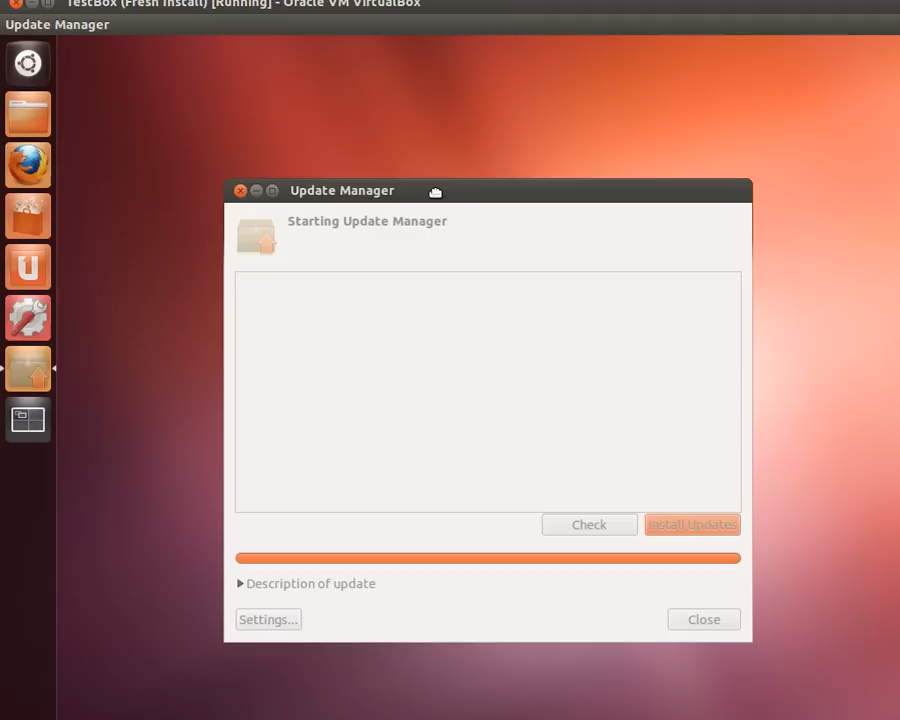 TestBox (Fresh Install) [Running] - Oracle VM VirtualBox
Update Manager
Update Manager
Starting Update Manager
Check
Install Updates
Description of update
Settings...
Close